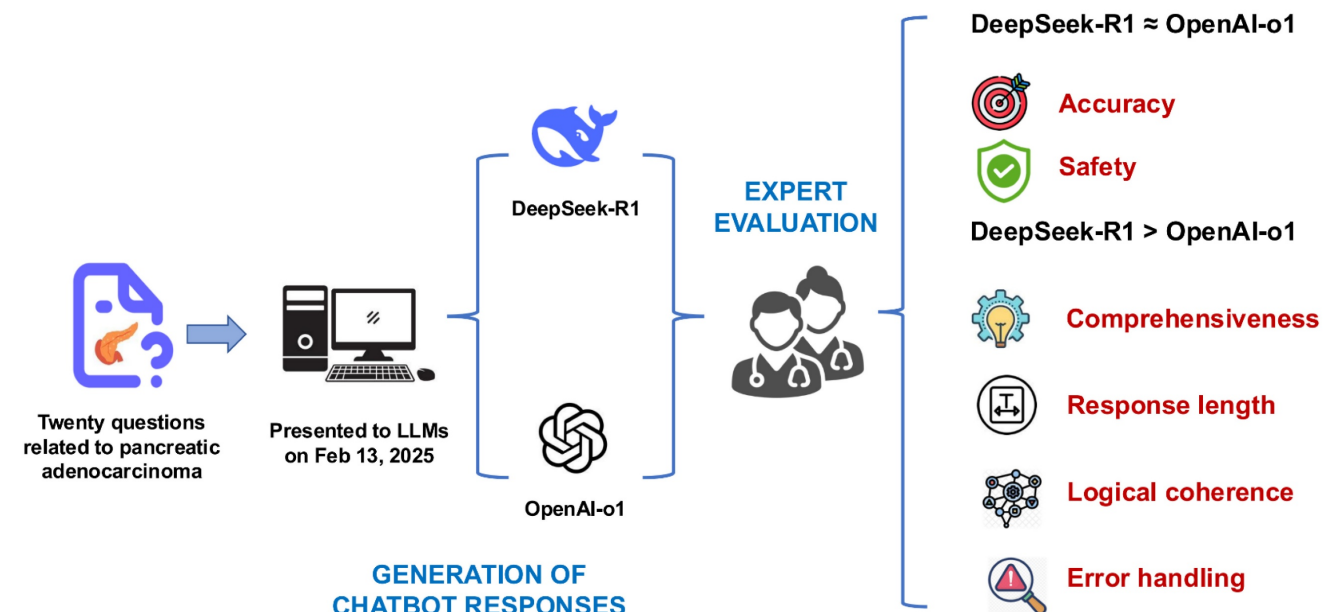 Twenty questions
related to pancreatic
adenocarcinoma
Presented to LLMs
on Feb 13, 2025
DeepSeek-R1
OpenAI-o1
GENERATION OF
CHATBOT RESPONSES
EXPERT
EVALUATION
DeepSeek-R1 ≈ OpenAI-o1
Accuracy
Safety
DeepSeek-R1 > OpenAI-o1
Comprehensiveness
T
Response length
Logical coherence
Error handling